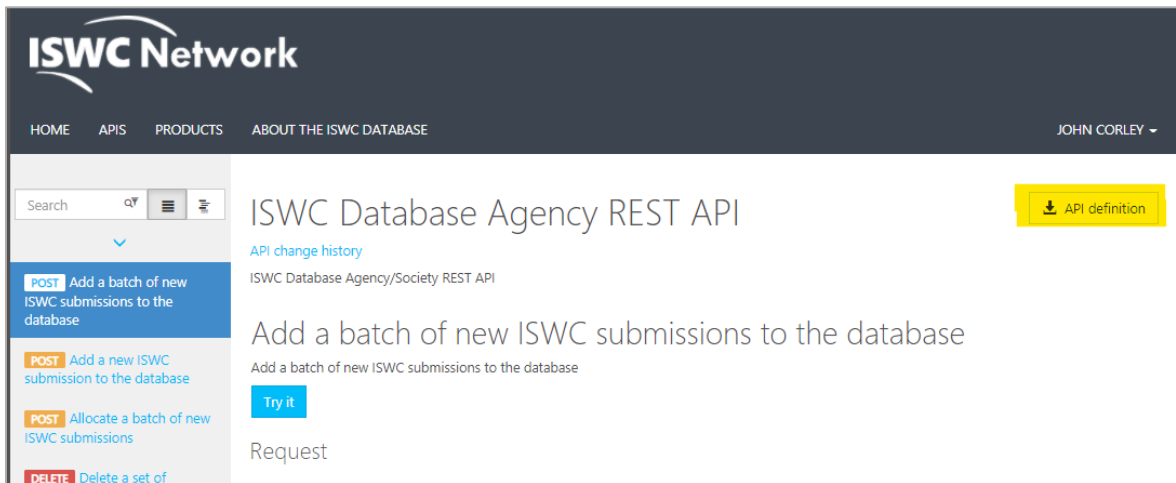 ISWC Network
HOME APIS PRODUCTS ABOUT THE ISWC DATABASE JOHN CORLEY
Search
POST Add a batch of new
ISWC submissions to the
database
POST Add a new ISWC
submission to the database
POST Allocate a batch of new
ISWC submissions
DELETE Delete a set of
ISWC Database Agency REST API
API definition
API change history
ISWC Database Agency/Society REST API
Add a batch of new ISWC submissions to the database
Add a batch of new ISWC submissions to the database
Try it
Request